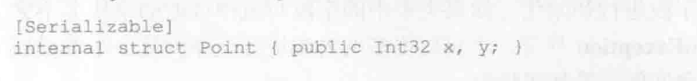 [Serializable]
internal struct Point { public Int32 x, y; }